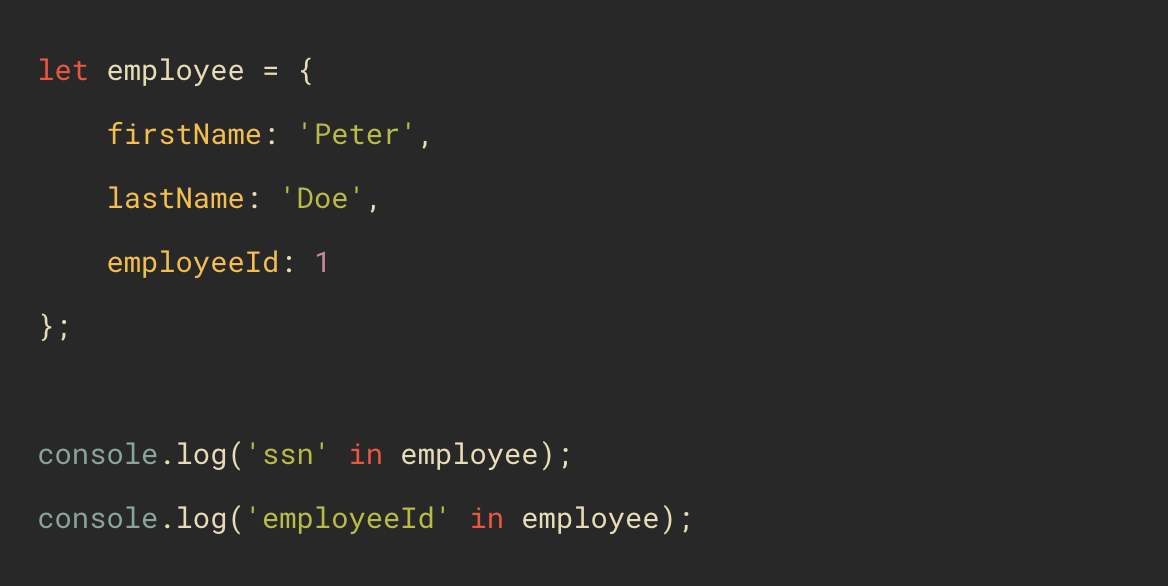 let employee = {
    firstName: 'Peter',
    lastName: 'Doe',
    employeeId: 1
};

console.log('ssn' in employee);
console.log('employeeId' in employee);